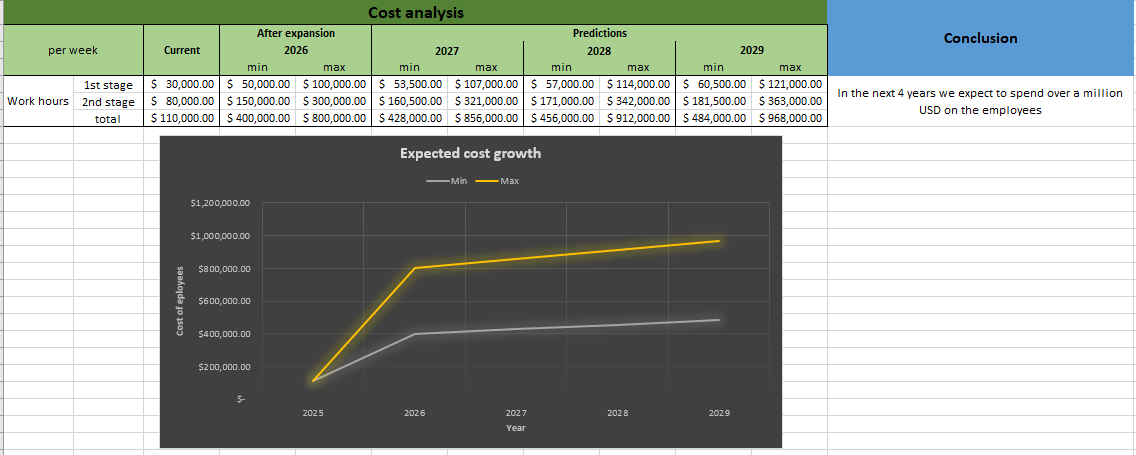 Cost analysis
Conclusion
per week Current After expansion Predictions
2026 2027 2028 2029
min max min max min max min max
Work hours
1st stage $ 30,000.00 $ 50,000.00 $ 100,000.00 $ 53,500.00 $ 107,000.00 $ 57,000.00 $ 114,000.00 $ 60,500.00 $ 121,000.00
2nd stage $ 80,000.00 $ 150,000.00 $ 300,000.00 $ 160,500.00 $ 321,000.00 $ 171,000.00 $ 342,000.00 $ 181,500.00 $ 363,000.00
total $ 110,000.00 $ 400,000.00 $ 800,000.00 $ 428,000.00 $ 856,000.00 $ 456,000.00 $ 912,000.00 $ 484,000.00 $ 968,000.00
In the next 4 years we expect to spend over a million
USD on the employees
Expected cost growth
Min Max
Cost of eployees
$1,200,000.00
$1,000,000.00
$800,000.00
$600,000.00
$400,000.00
$200,000.00
$-
2025 2026 2027 2028 2029
Year